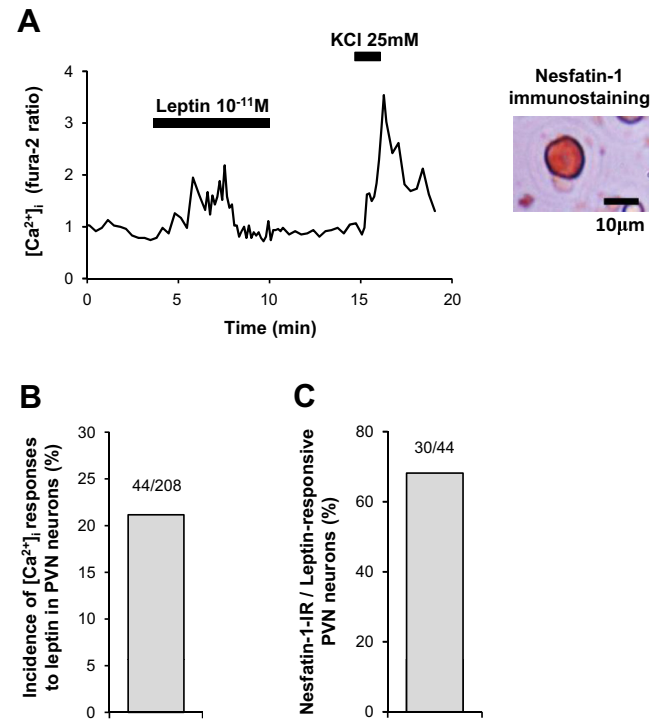 A
KCl 25mM
Leptin 10⁻¹¹M
[Ca²⁺]ᵢ (fura-2 ratio)
4
3
2
1
0
0 5 10 15 20
Time (min)
Nesfatin-1
immunostaining
10μm
B
Incidence of [Ca²⁺]ᵢ responses
to leptin in PVN neurons (%)
30
25
20
15
10
5
0
44/208
C
Nesfatin-1-IR / Leptin-responsive
PVN neurons (%)
80
60
40
20
0
30/44